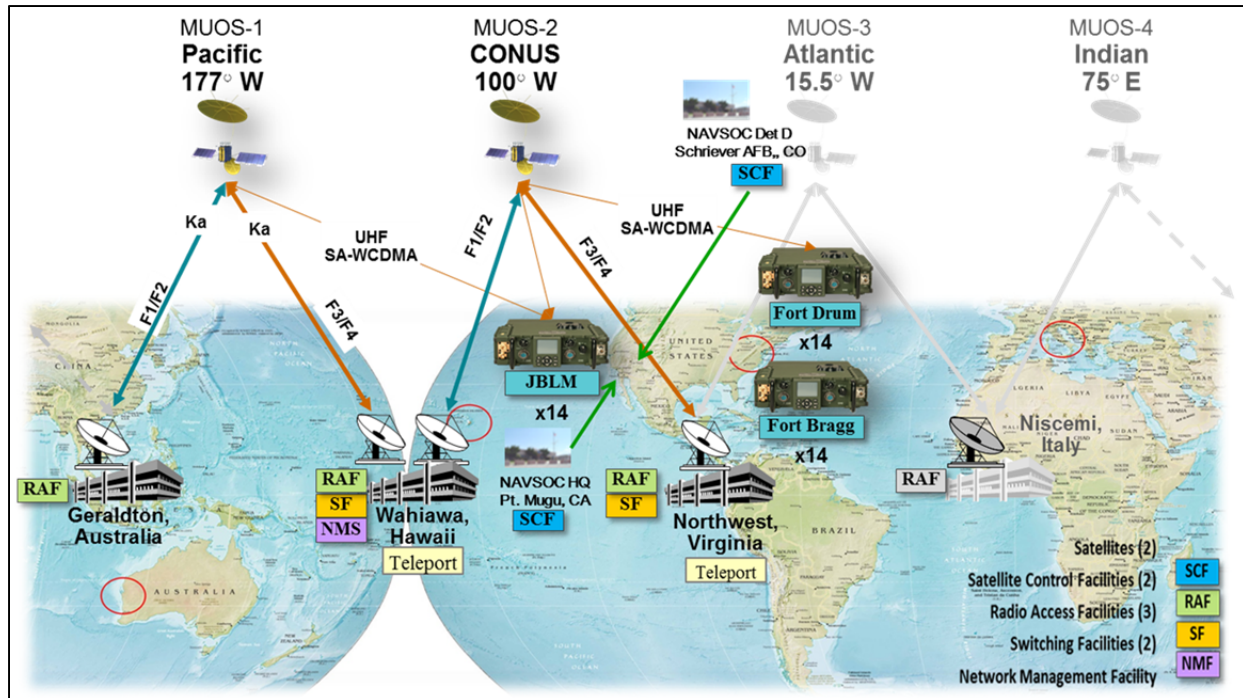 MUOS-1
Pacific
177° W
MUOS-2
CONUS
100° W
MUOS-3
Atlantic
15.5° W
MUOS-4
Indian
75° E
NAVSOC Det D
Schriever AFB,, CO
SCF
Ka
Ka
F1/F2
F3/F4
UHF
SA-WCDMA
F1/F2
F3/F4
UHF
SA-WCDMA
Fort Drum
x14
JBLM
x14
Fort Bragg
x14
NAVSOC HQ
Pt. Mugu, CA
SCF
RAF
Geraldton,
Australia
RAF
SF
NMS
Wahiawa,
Hawaii
Teleport
RAF
SF
Northwest,
Virginia
Teleport
RAF
Niscemi,
Italy
CHINA
UNITED
STATES
MEXICO
BRAZIL
AUSTRALIA
ALGERIA
LIBYA
EGYPT
SUDAN
Satellites (2)
Satellite Control Facilities (2) SCF
Radio Access Facilities (3) RAF
Switching Facilities (2) SF
Network Management Facility NMF